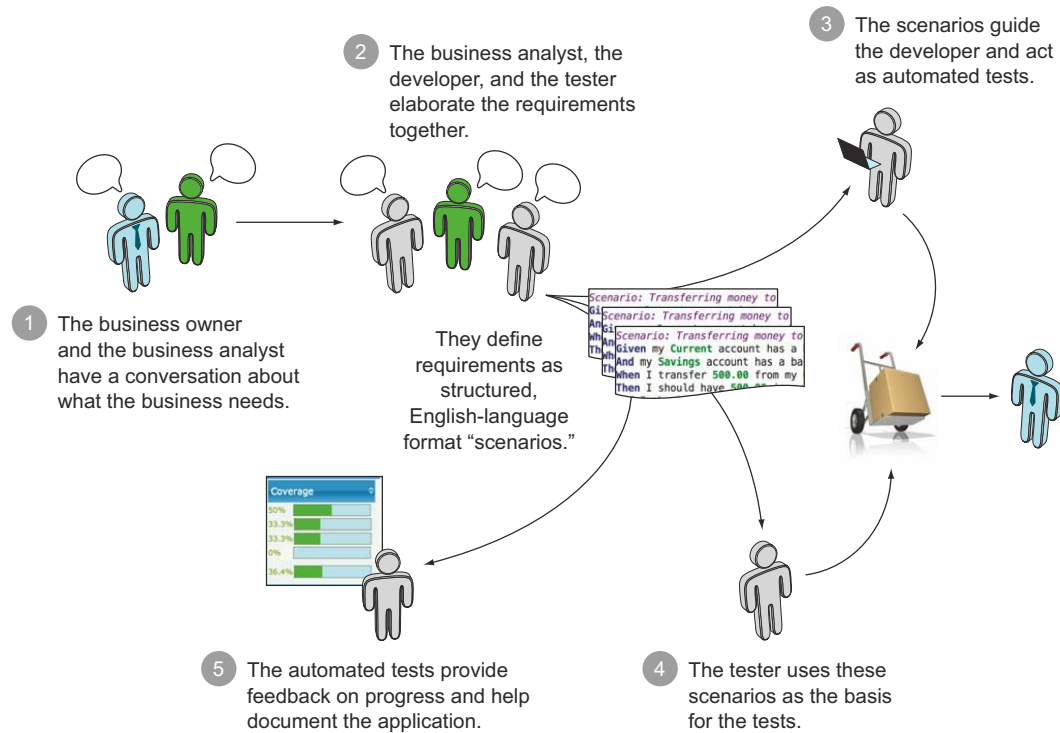 1
The business owner
and the business analyst
have a conversation about
what the business needs.
2
The business analyst, the
developer, and the tester
elaborate the requirements
together.
3
The scenarios guide
the developer and act
as automated tests.
They define
requirements as
structured,
English-language
format “scenarios.”
Scenario: Transferring money to
Scenario: Transferring money to
Scenario: Transferring money to
Given my Current account has a
And my Savings account has a ba
When I transfer 500.00 from my
Then I should have 500.00
Coverage
50%
33.3%
33.3%
0%
36.4%
5
The automated tests provide
feedback on progress and help
document the application.
4
The tester uses these
scenarios as the basis
for the tests.